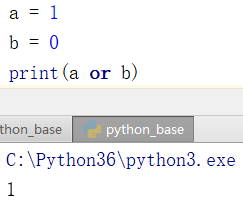 a = 1
b = 0
print(a or b)
thon_base python_base
C:\Python36\python3.exe
1